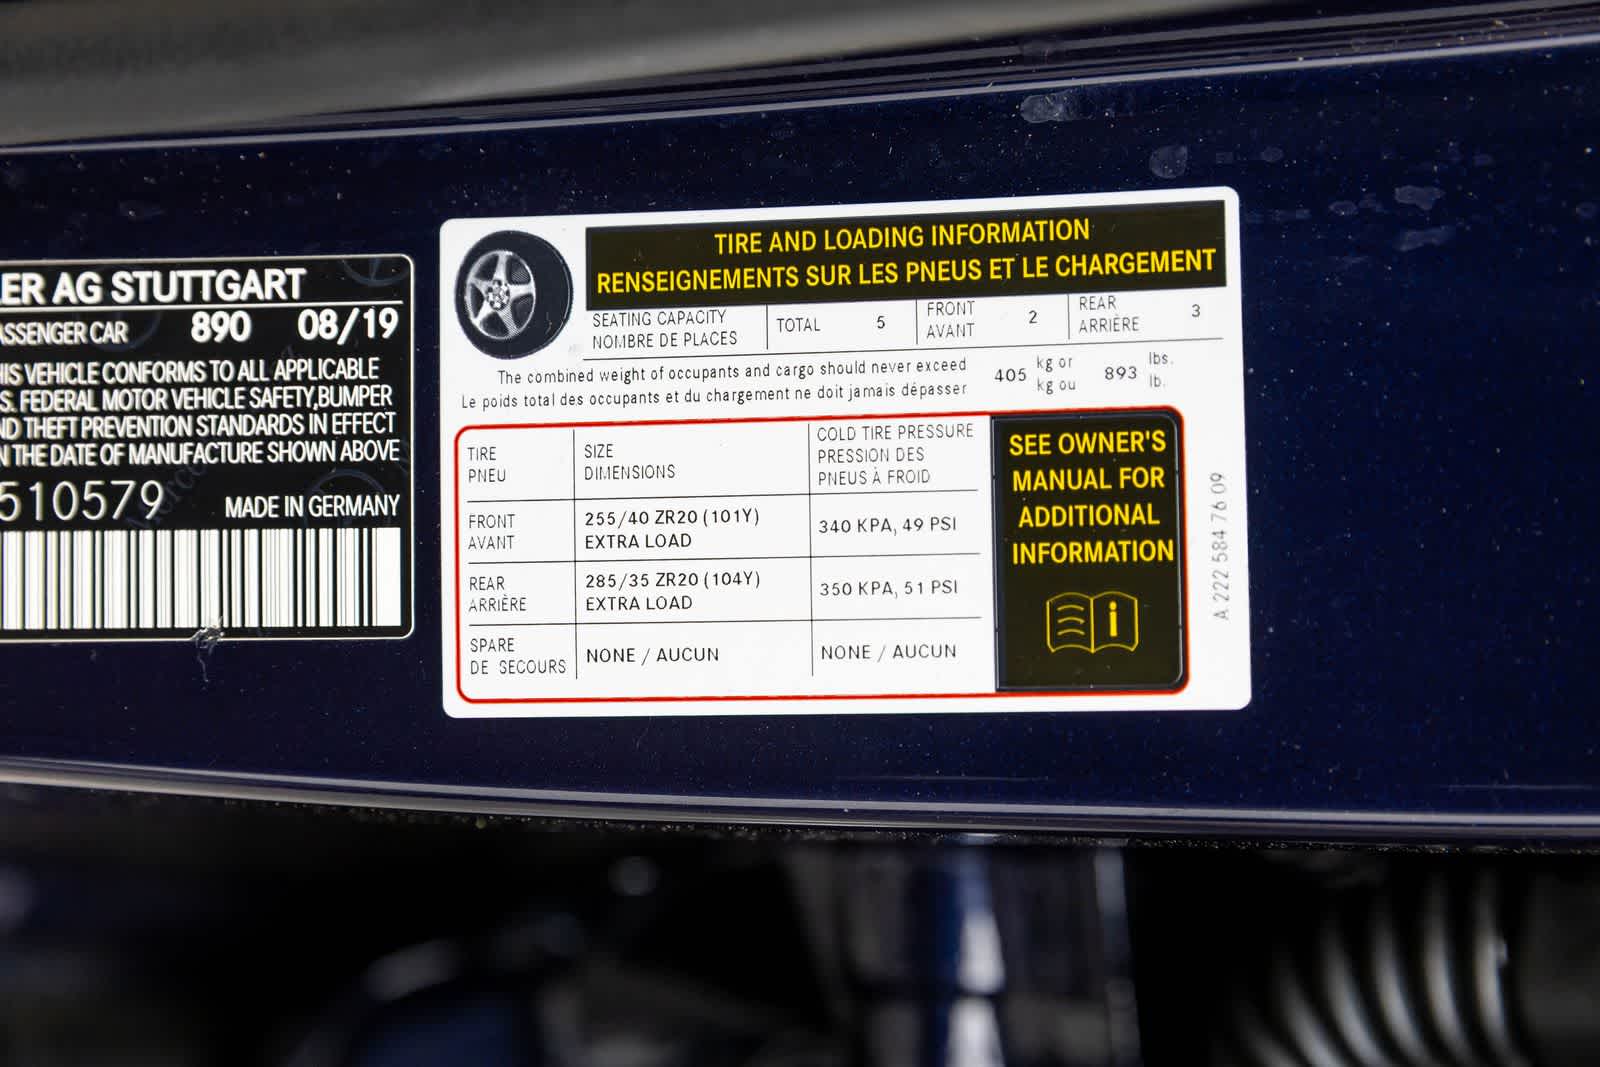 ER AG STUTTGART
ASSENGER CAR 890 08/19
HIS VEHICLE CONFORMS TO ALL APPLICABLE
S. FEDERAL MOTOR VEHICLE SAFETY,BUMPER
ND THEFT PREVENTION STANDARDS IN EFFECT
N THE DATE OF MANUFACTURE SHOWN ABOVE
510579 MADE IN GERMANY
TIRE AND LOADING INFORMATION
RENSEIGNEMENTS SUR LES PNEUS ET LE CHARGEMENT
SEATING CAPACITY
NOMBRE DE PLACES
TOTAL 5
FRONT
AVANT
2
REAR
ARRIÈRE
3
The combined weight of occupants and cargo should never exceed
Le poids total des occupants et du chargement ne doit jamais dépasser
405
kg or
kg ou
893
lbs.
lb.
TIRE
PNEU
SIZE
DIMENSIONS
COLD TIRE PRESSURE
PRESSION DES
PNEUS À FROID
FRONT
AVANT
255/40 ZR20 (101Y)
EXTRA LOAD
340 KPA, 49 PSI
REAR
ARRIÈRE
285/35 ZR20 (104Y)
EXTRA LOAD
350 KPA, 51 PSI
SPARE
DE SECOURS
NONE / AUCUN
NONE / AUCUN
SEE OWNER'S
MANUAL FOR
ADDITIONAL
INFORMATION
i
A 222 584 76 09